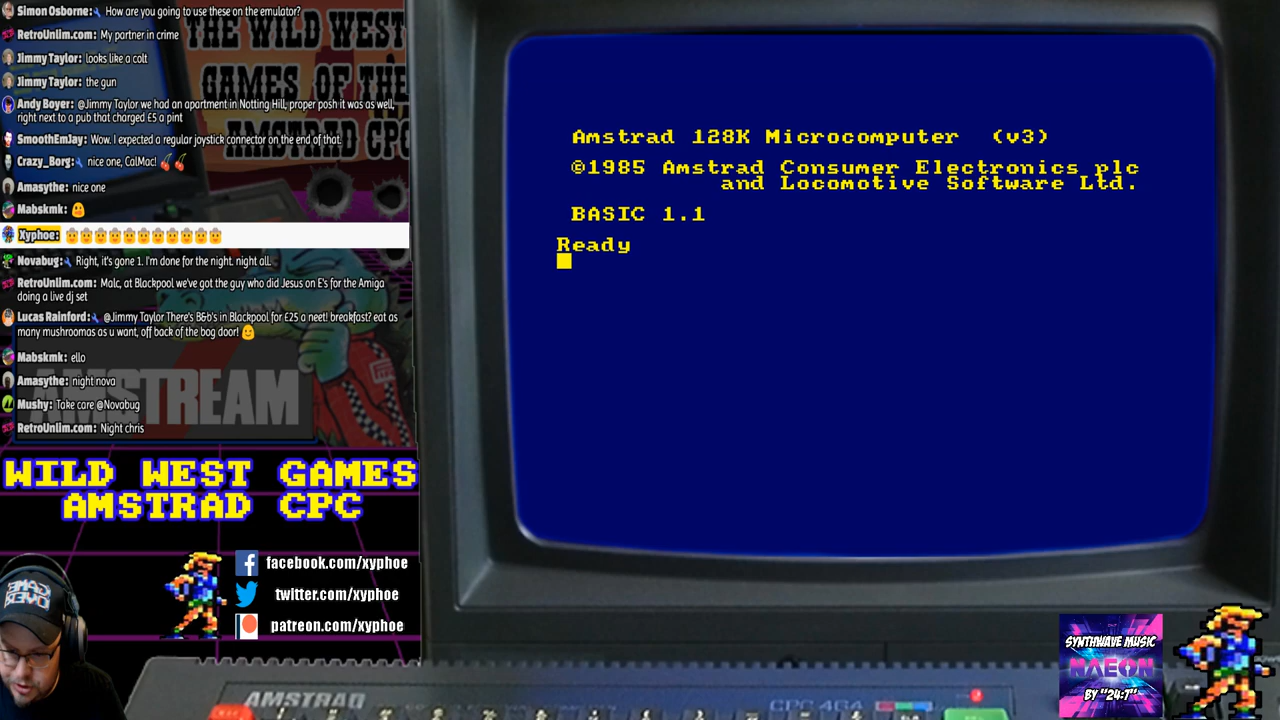 Simon Osborne: How are you going to use these on the emulator?
RetroUnlim.com: My partner in crime
Jimmy Taylor: looks like a colt
Jimmy Taylor: the gun
Andy Boyer: @Jimmy Taylor we had an apartment in Notting Hill, proper posh it was as well,
right next to a pub that charged £5 a pint
SmoothEmJay: Wow. I expected a regular joystick connector on the end of that.
Crazy_Borg: nice one, CalMac!
Amasythe: nice one
Mabskmk:
Xyphoe:
Novabug: Right, it's gone 1. I'm done for the night. night all.
RetroUnlim.com: Malc, at Blackpool we've got the guy who did Jesus on E's for the Amiga
doing a live dj set
Lucas Rainford: @Jimmy Taylor There's B&b's in Blackpool for £25 a neet! breakfast? eat as
many mushroomas as u want, off back of the bog door!
Mabskmk: ello
Amasythe: night nova
Mushy: Take care @Novabug
RetroUnlim.com: Night chris
THE WILD WEST
GAMES OF THE
AMSTRAD CPC
AMSTREAM
WILD WEST GAMES
AMSTRAD CPC
facebook.com/xyphoe
twitter.com/xyphoe
patreon.com/xyphoe
Amstrad 128K Microcomputer (v3)
©1985 Amstrad Consumer Electronics plc
and Locomotive Software Ltd.
BASIC 1.1
Ready
AMSTRAD
CPC 464
SYNTHWAVE MUSIC
NAEON
BY "24:7"